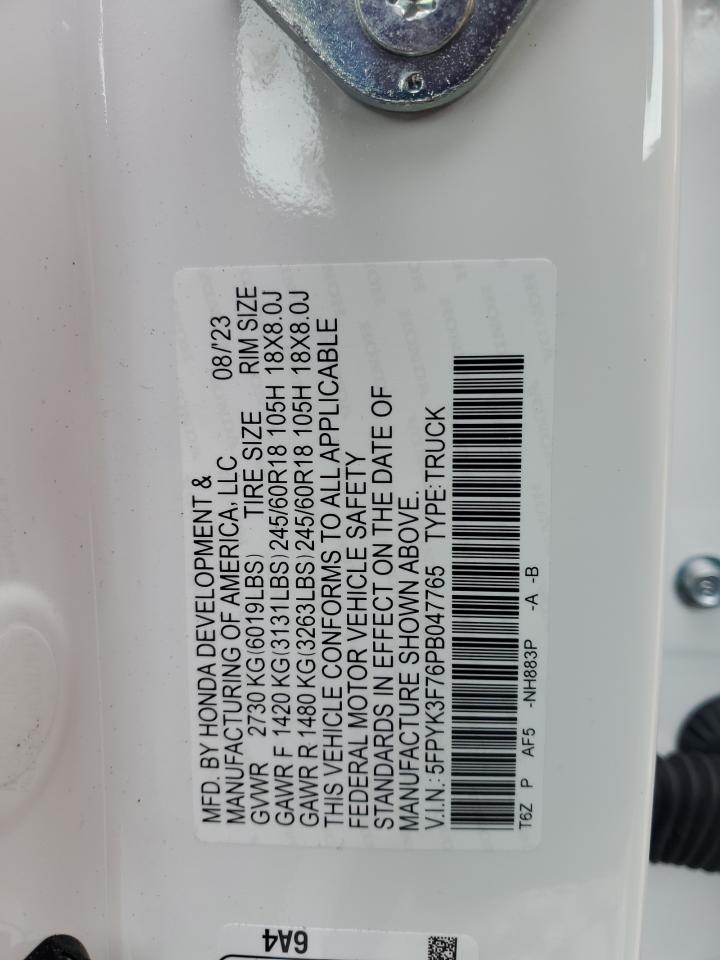 MFD. BY HONDA DEVELOPMENT &
MANUFACTURING OF AMERICA, LLC 08/'23
GVWR 2730 KG(6019LBS) TIRE SIZE RIM SIZE
GAWR F 1420 KG(3131LBS) 245/60R18 105H 18X8.0J
GAWR R 1480 KG(3263LBS) 245/60R18 105H 18X8.0J
THIS VEHICLE CONFORMS TO ALL APPLICABLE
FEDERAL MOTOR VEHICLE SAFETY
STANDARDS IN EFFECT ON THE DATE OF
MANUFACTURE SHOWN ABOVE.
V.I.N.: 5FPYK3F76PB047765 TYPE: TRUCK
T6Z P AF5 -NH883P -A -B
6A4